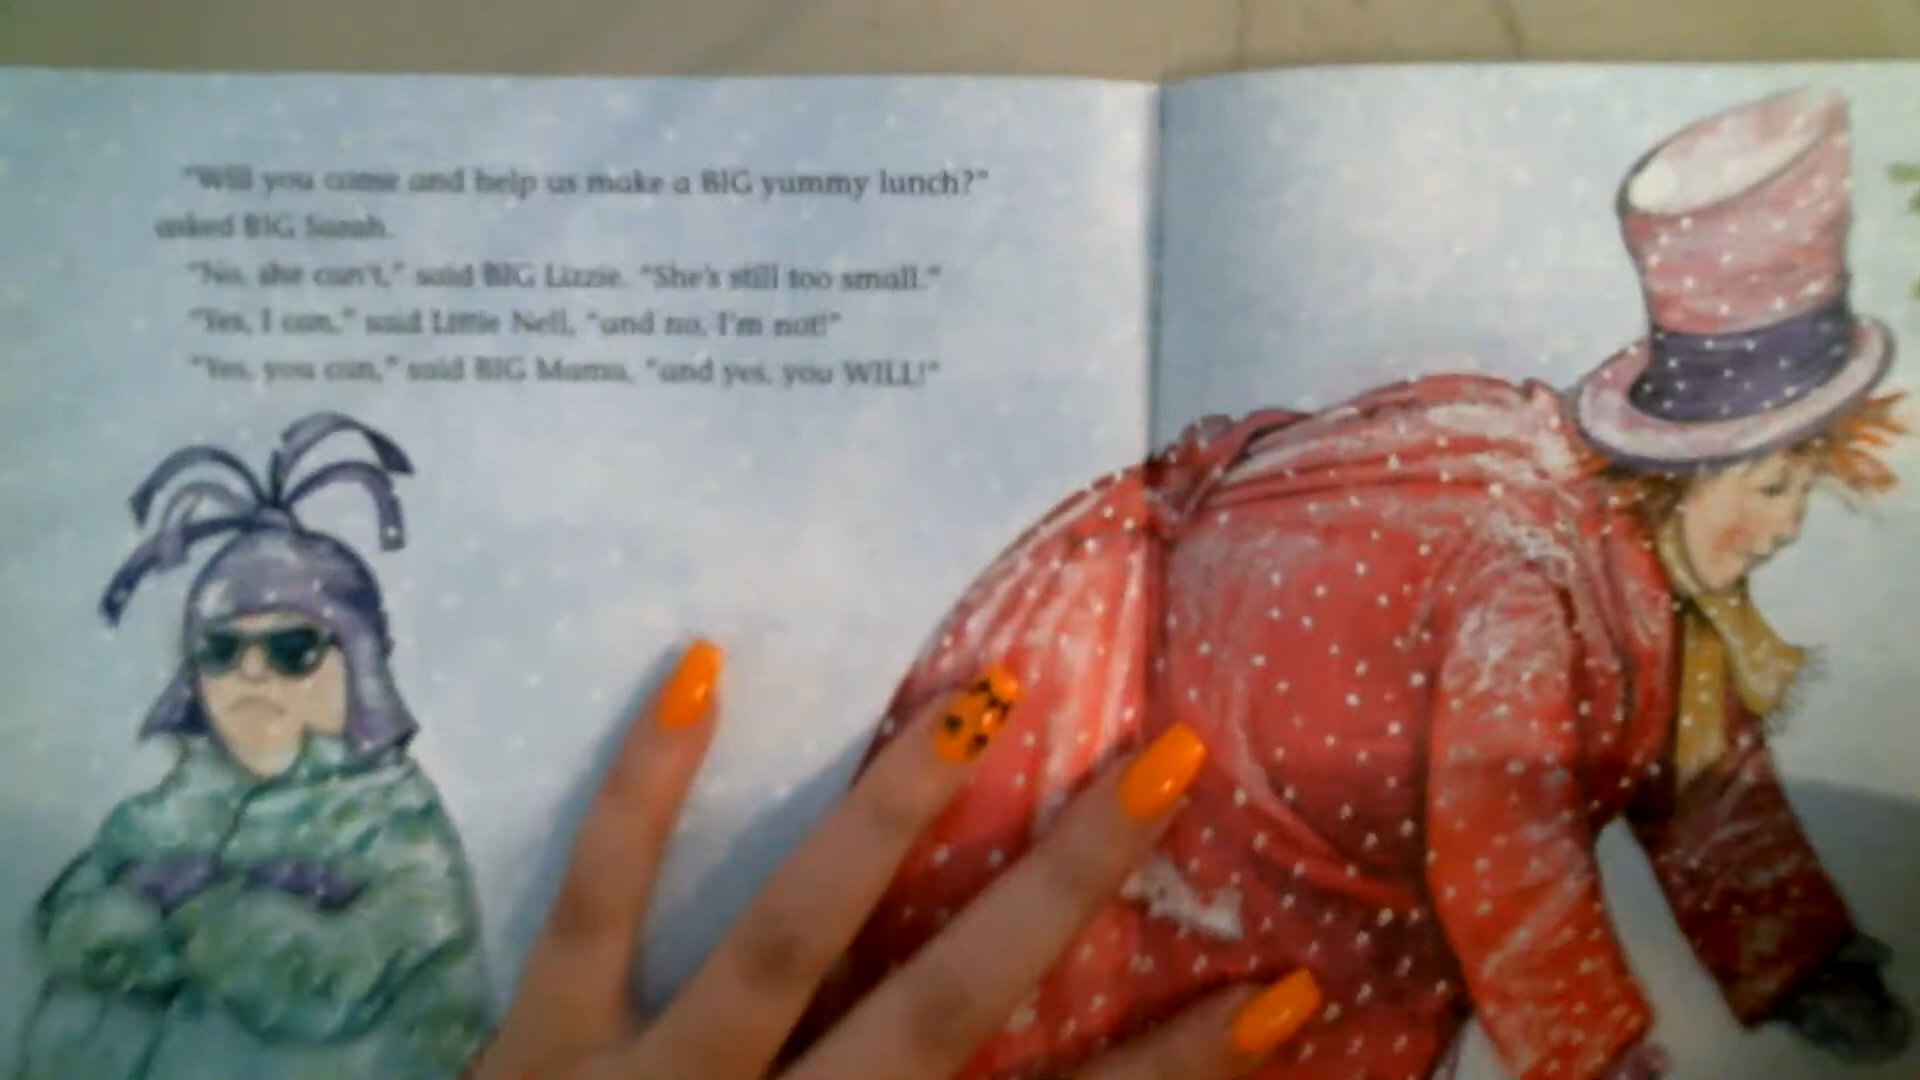 "Will you come and help us make a BIG yummy lunch?"
asked BIG Sarah.
"No, she can't," said BIG Lizzie. "She's still too small."
"Yes, I can," said Little Nell, "and no, I'm not!"
"Yes, you can," said BIG Mama, "and yes, you WILL!"